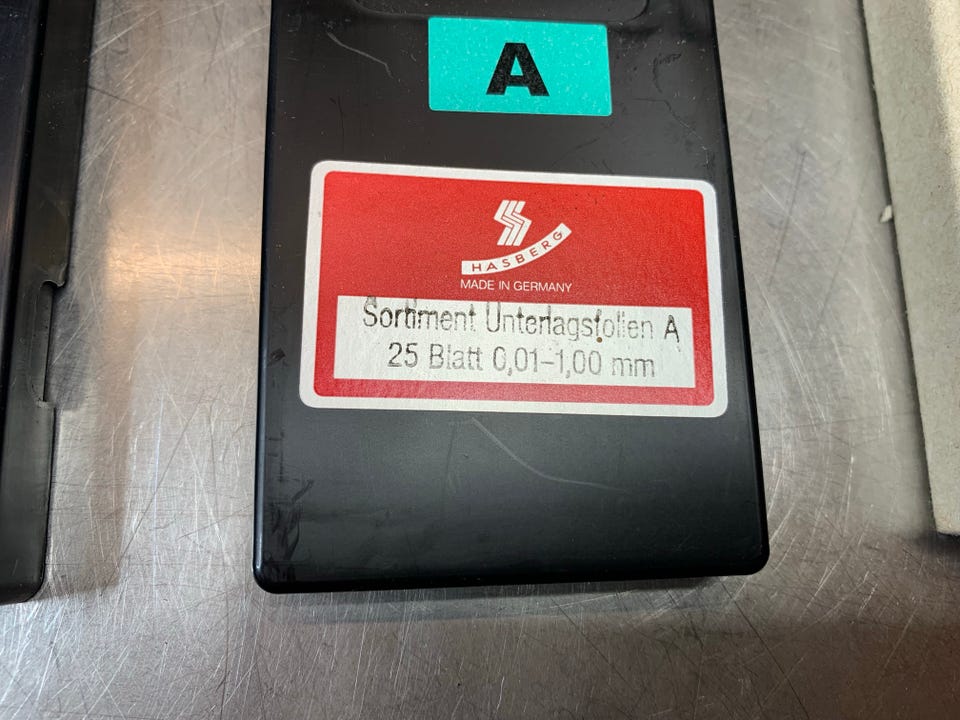 A
HASBERG
MADE IN GERMANY
Sortiment Unterlagsfolien A
25 Blatt 0,01-1,00 mm